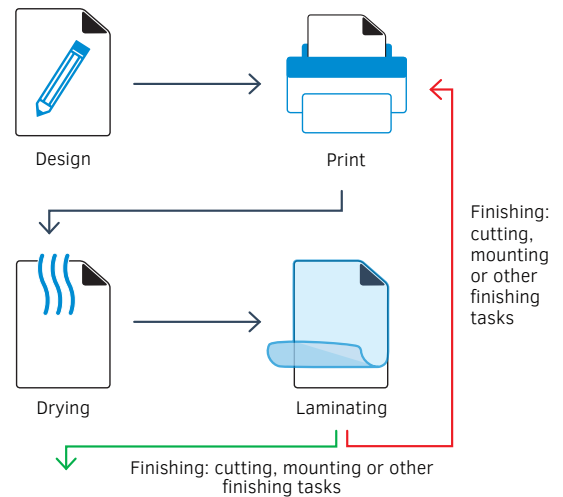 Design
Print
Finishing:
cutting,
mounting
or other
finishing
tasks
Drying
Laminating
Finishing: cutting, mounting or other
finishing tasks